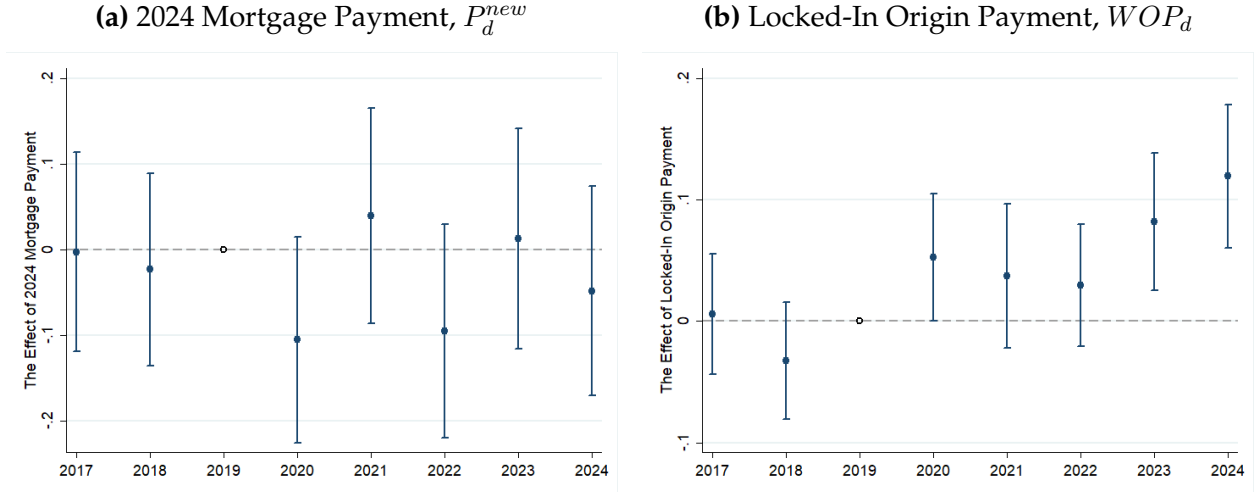 (a) 2024 Mortgage Payment, $P_d^{new}$
The Effect of 2024 Mortgage Payment
.2
.1
0
-.1
-.2
2017 2018 2019 2020 2021 2022 2023 2024
(b) Locked-In Origin Payment, $WOP_d$
The Effect of Locked-In Origin Payment
.2
.1
0
-.1
2017 2018 2019 2020 2021 2022 2023 2024